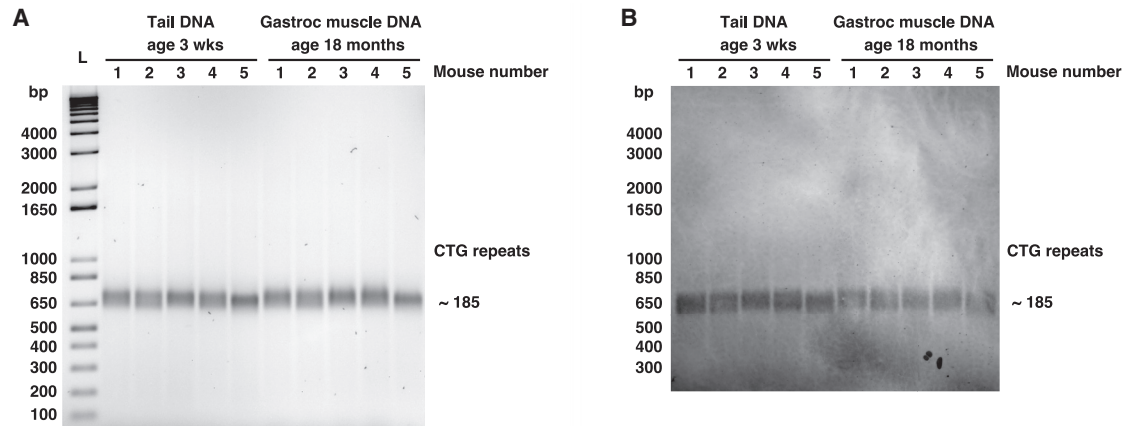 A
Tail DNA
age 3 wks
Gastroc muscle DNA
age 18 months
L
1 2 3 4 5 1 2 3 4 5 Mouse number
bp
4000
3000
2000
1650
1000
850
650
500
400
300
200
100
CTG repeats
~ 185
B
Tail DNA
age 3 wks
Gastroc muscle DNA
age 18 months
1 2 3 4 5 1 2 3 4 5 Mouse number
bp
4000
3000
2000
1650
1000
850
650
500
400
300
CTG repeats
~ 185